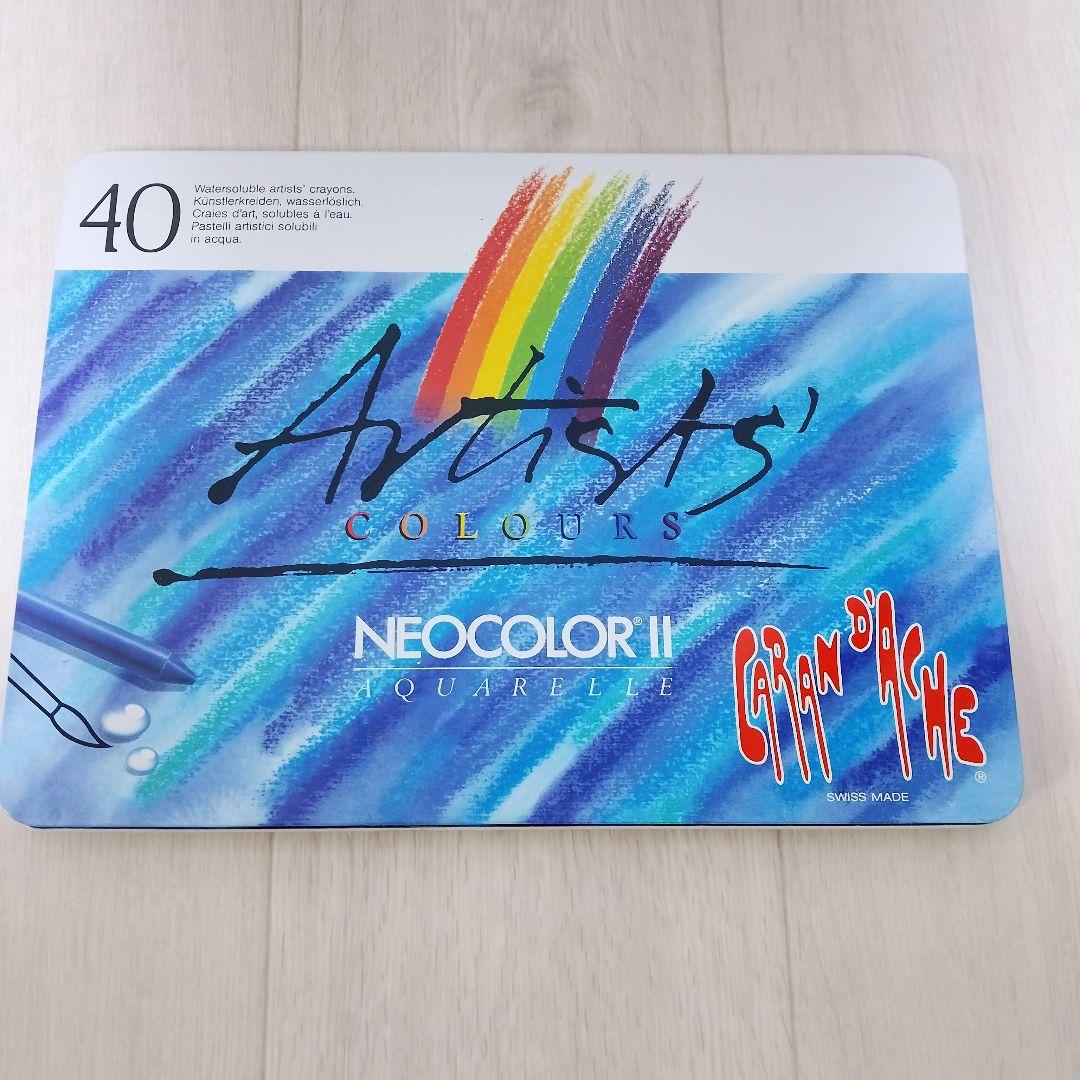 40
Watersoluble artists' crayons.
Künstlerkreiden, wasserlöslich.
Craies d'art, solubles à l'eau.
Pastelli artistici solubili
in acqua.
Artists'
COLOURS
NEOCOLOR® II
AQUARELLE
CARAN D'ACHE
®
SWISS MADE